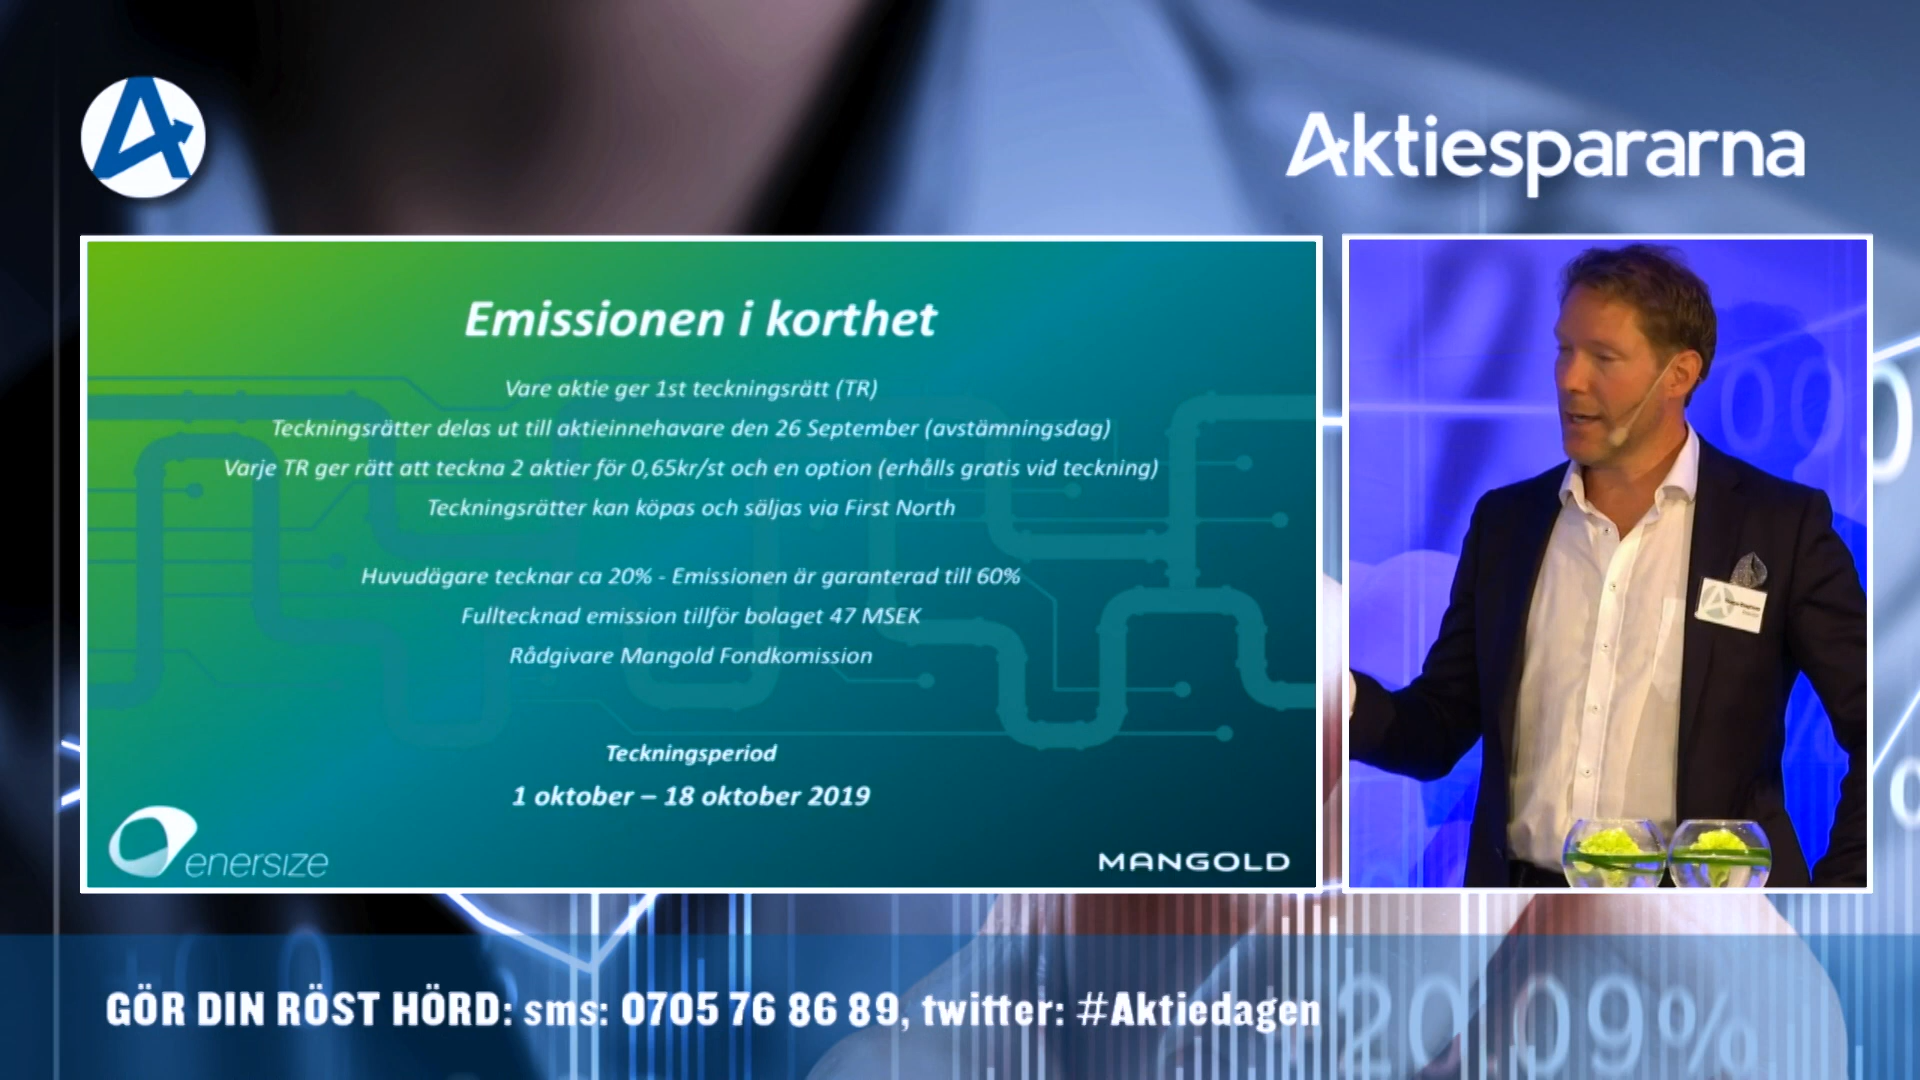 Aktiespararna
Emissionen i korthet
Vare aktie ger 1st teckningsrätt (TR)
Teckningsrätter delas ut till aktieinnehavare den 26 September (avstämningsdag)
Varje TR ger rätt att teckna 2 aktier för 0,65kr/st och en option (erhålls gratis vid teckning)
Teckningsrätter kan köpas och säljas via First North
Huvudägare tecknar ca 20% - Emissionen är garanterad till 60%
Fulltecknad emission tillför bolaget 47 MSEK
Rådgivare Mangold Fondkomission
Teckningsperiod
1 oktober – 18 oktober 2019
enersize
MANGOLD
GÖR DIN RÖST HÖRD: sms: 0705 76 86 89, twitter: #Aktiedagen
20.09%